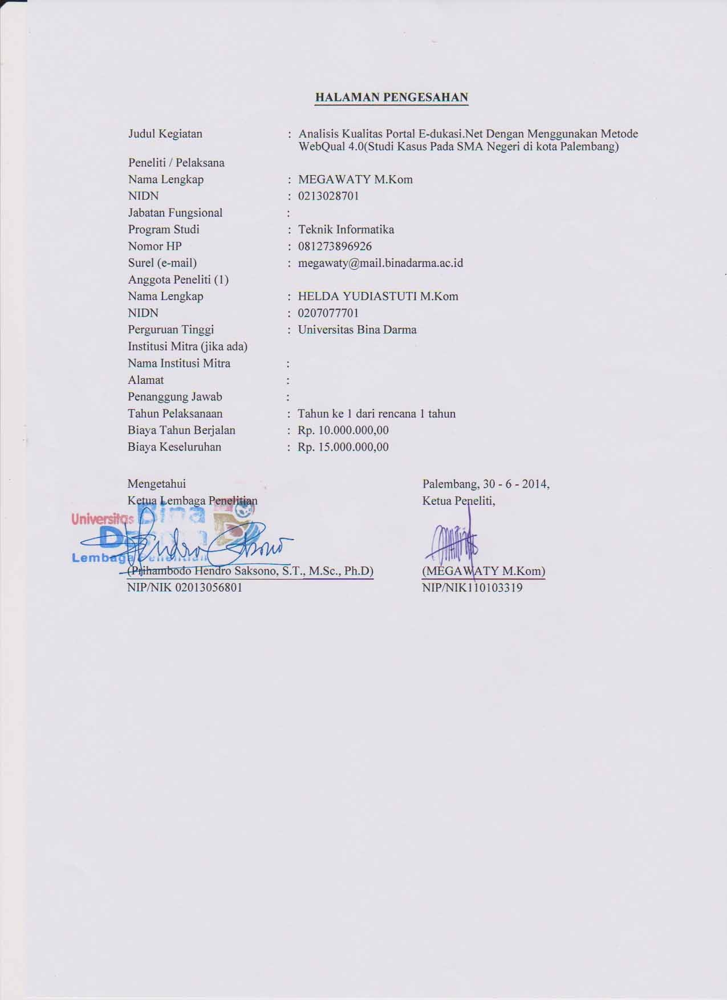 HALAMAN PENGESAHAN
Judul Kegiatan : Analisis Kualitas Portal E-dukasi.Net Dengan Menggunakan Metode
WebQual 4.0(Studi Kasus Pada SMA Negeri di kota Palembang)
Peneliti / Pelaksana
Nama Lengkap : MEGAWATY M.Kom
NIDN : 0213028701
Jabatan Fungsional :
Program Studi : Teknik Informatika
Nomor HP : 081273896926
Surel (e-mail) : megawaty@mail.binadarma.ac.id
Anggota Peneliti (1)
Nama Lengkap : HELDA YUDIASTUTI M.Kom
NIDN : 0207077701
Perguruan Tinggi : Universitas Bina Darma
Institusi Mitra (jika ada)
Nama Institusi Mitra :
Alamat :
Penanggung Jawab :
Tahun Pelaksanaan : Tahun ke 1 dari rencana 1 tahun
Biaya Tahun Berjalan : Rp. 10.000.000,00
Biaya Keseluruhan : Rp. 15.000.000,00
Mengetahui
Ketua Lembaga Penelitian
Universitas Bina
Darma
Lembaga Penelitian
(Prihambodo Hendro Saksono, S.T., M.Sc., Ph.D)
NIP/NIK 02013056801
Palembang, 30 - 6 - 2014,
Ketua Peneliti,
(MEGAWATY M.Kom)
NIP/NIK110103319